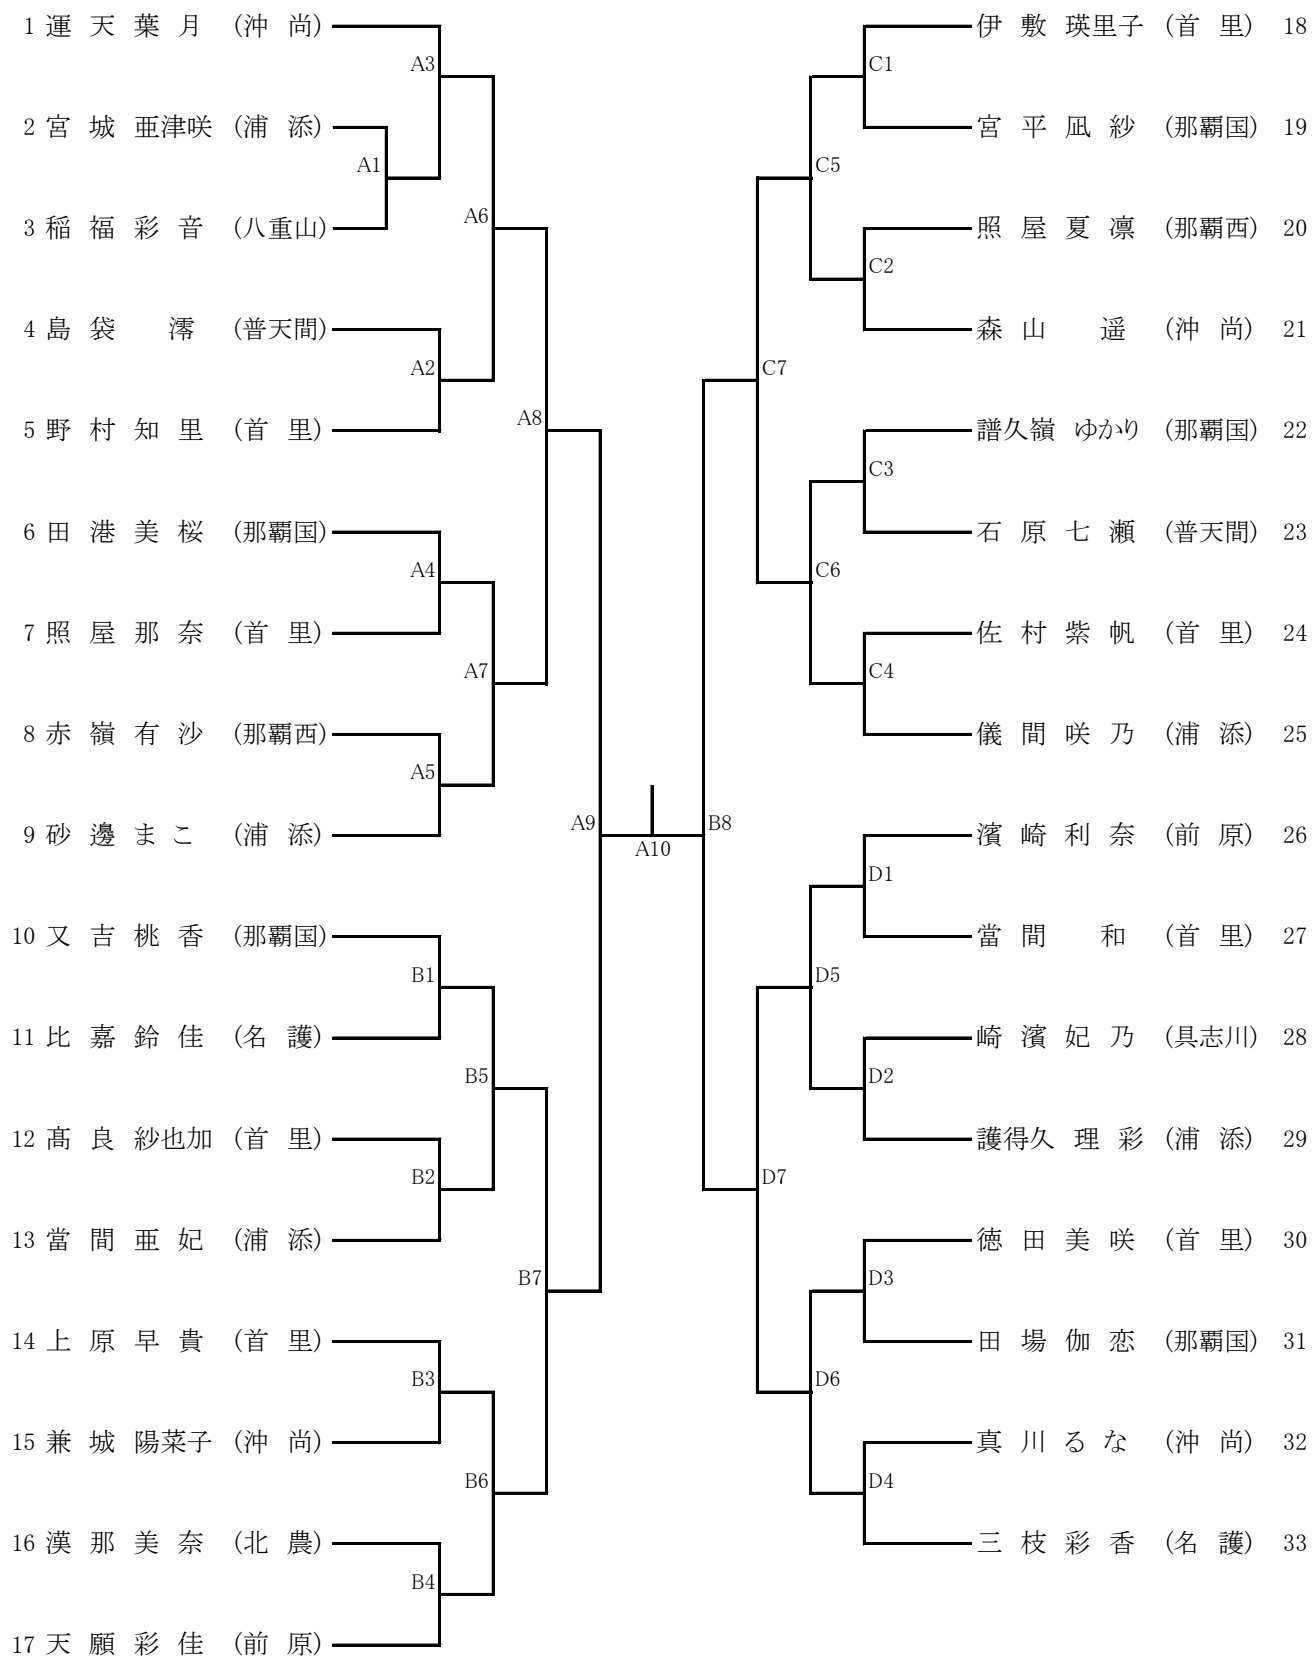 1 運 天 葉 月 (沖 尚)
A3
2 宮 城 亜津咲 (浦 添)
A1
3 稲 福 彩 音 (八重山)
A6
4 島 袋 澪 (普天間)
A2
5 野 村 知 里 (首 里)
A8
6 田 港 美 桜 (那覇国)
A4
7 照 屋 那 奈 (首 里)
A7
8 赤 嶺 有 沙 (那覇西)
A5
9 砂 邊 ま こ (浦 添)
A9
A10
10 又 吉 桃 香 (那覇国)
B1
11 比 嘉 鈴 佳 (名 護)
B5
12 髙 良 紗也加 (首 里)
B2
13 當 間 亜 妃 (浦 添)
B7
14 上 原 早 貴 (首 里)
B3
15 兼 城 陽菜子 (沖 尚)
B6
16 漢 那 美 奈 (北 農)
B4
17 天 願 彩 佳 (前 原)
伊 敷 瑛里子 (首 里) 18
C1
宮 平 凪 紗 (那覇国) 19
C5
照 屋 夏 凛 (那覇西) 20
C2
森 山 遥 (沖 尚) 21
C7
譜久嶺 ゆかり (那覇国) 22
C3
石 原 七 瀬 (普天間) 23
C6
佐 村 紫 帆 (首 里) 24
C4
儀 間 咲 乃 (浦 添) 25
B8
濱 崎 利 奈 (前 原) 26
D1
當 間 和 (首 里) 27
D5
崎 濱 妃 乃 (具志川) 28
D2
護得久 理 彩 (浦 添) 29
D7
徳 田 美 咲 (首 里) 30
D3
田 場 伽 恋 (那覇国) 31
D6
真 川 る な (沖 尚) 32
D4
三 枝 彩 香 (名 護) 33